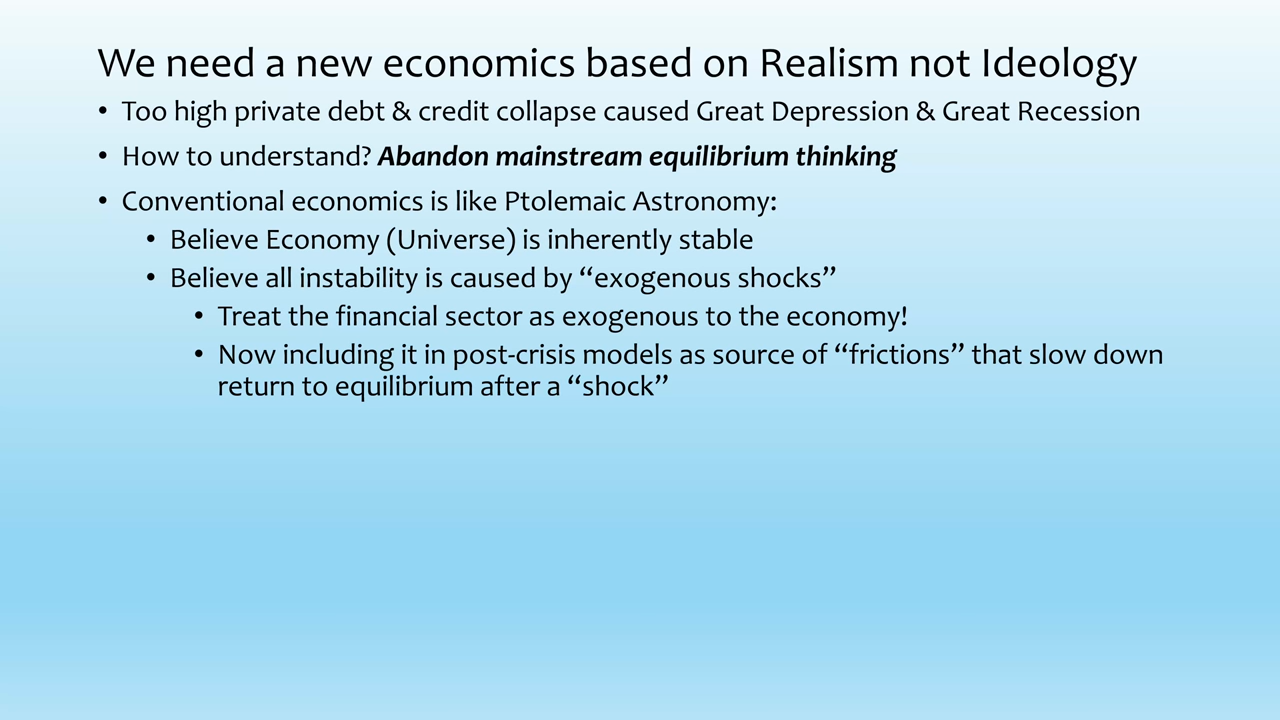 We need a new economics based on Realism not Ideology
• Too high private debt & credit collapse caused Great Depression & Great Recession
• How to understand? Abandon mainstream equilibrium thinking
• Conventional economics is like Ptolemaic Astronomy:
• Believe Economy (Universe) is inherently stable
• Believe all instability is caused by “exogenous shocks”
• Treat the financial sector as exogenous to the economy!
• Now including it in post-crisis models as source of “frictions” that slow down
return to equilibrium after a “shock”